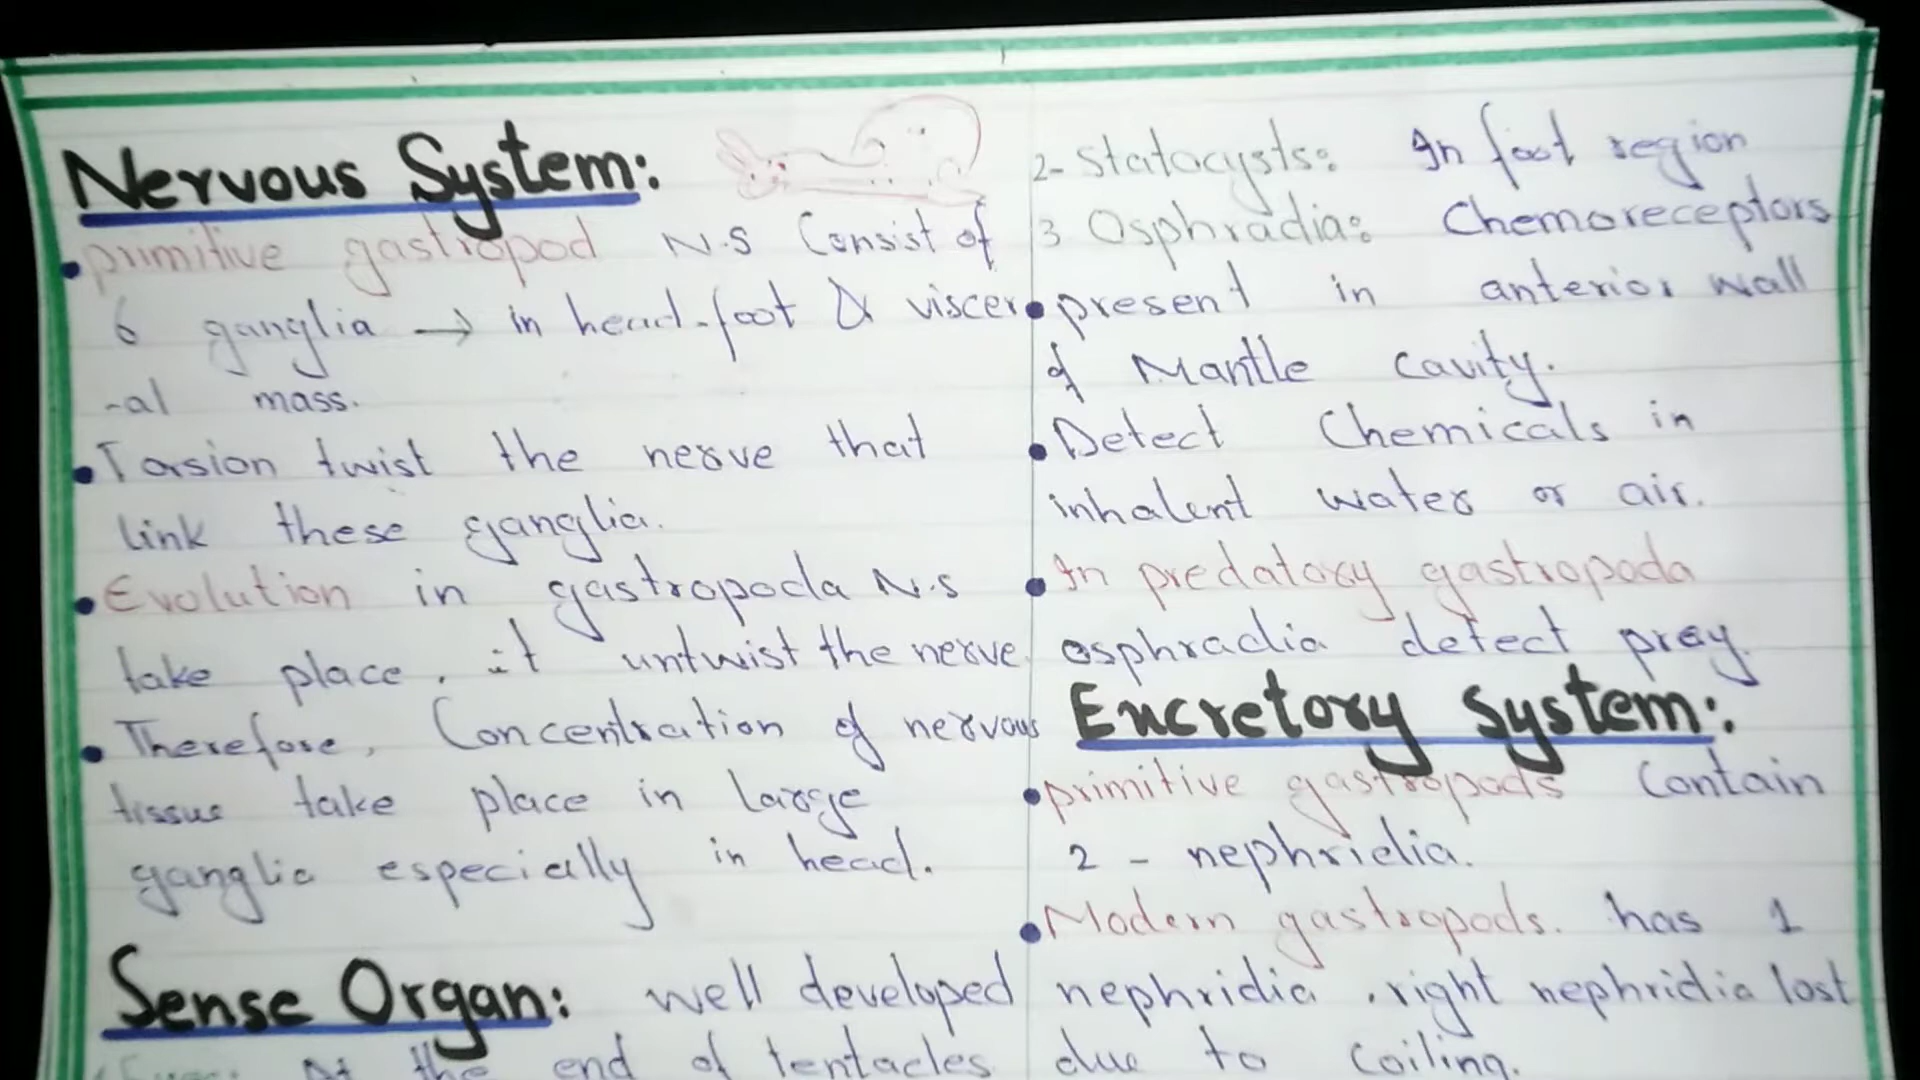 Nervous System:
primitive gastropod N.S Consist of
6 ganglia → in head-foot & viscer
-al mass.
Torsion twist the nerve that
link these ganglia.
Evolution in gastropoda N.S
take place. it untwist the nerve
Therefore, Concentration of nervous
tissue take place in large
ganglia especially in head.
Sense Organ: well developed
Eyes: At the end of tentacles
2- Statocysts: In foot region
3 Osphradia: Chemoreceptors
present in anterior wall
of Mantle cavity.
Detect Chemicals in
inhalent water or air.
In predatory gastropoda
osphradia detect prey.
Excretory System:
primitive gastropods Contain
2 - nephridia.
Modern gastropods. has 1
nephridia . right nephridia lost
due to Coiling.